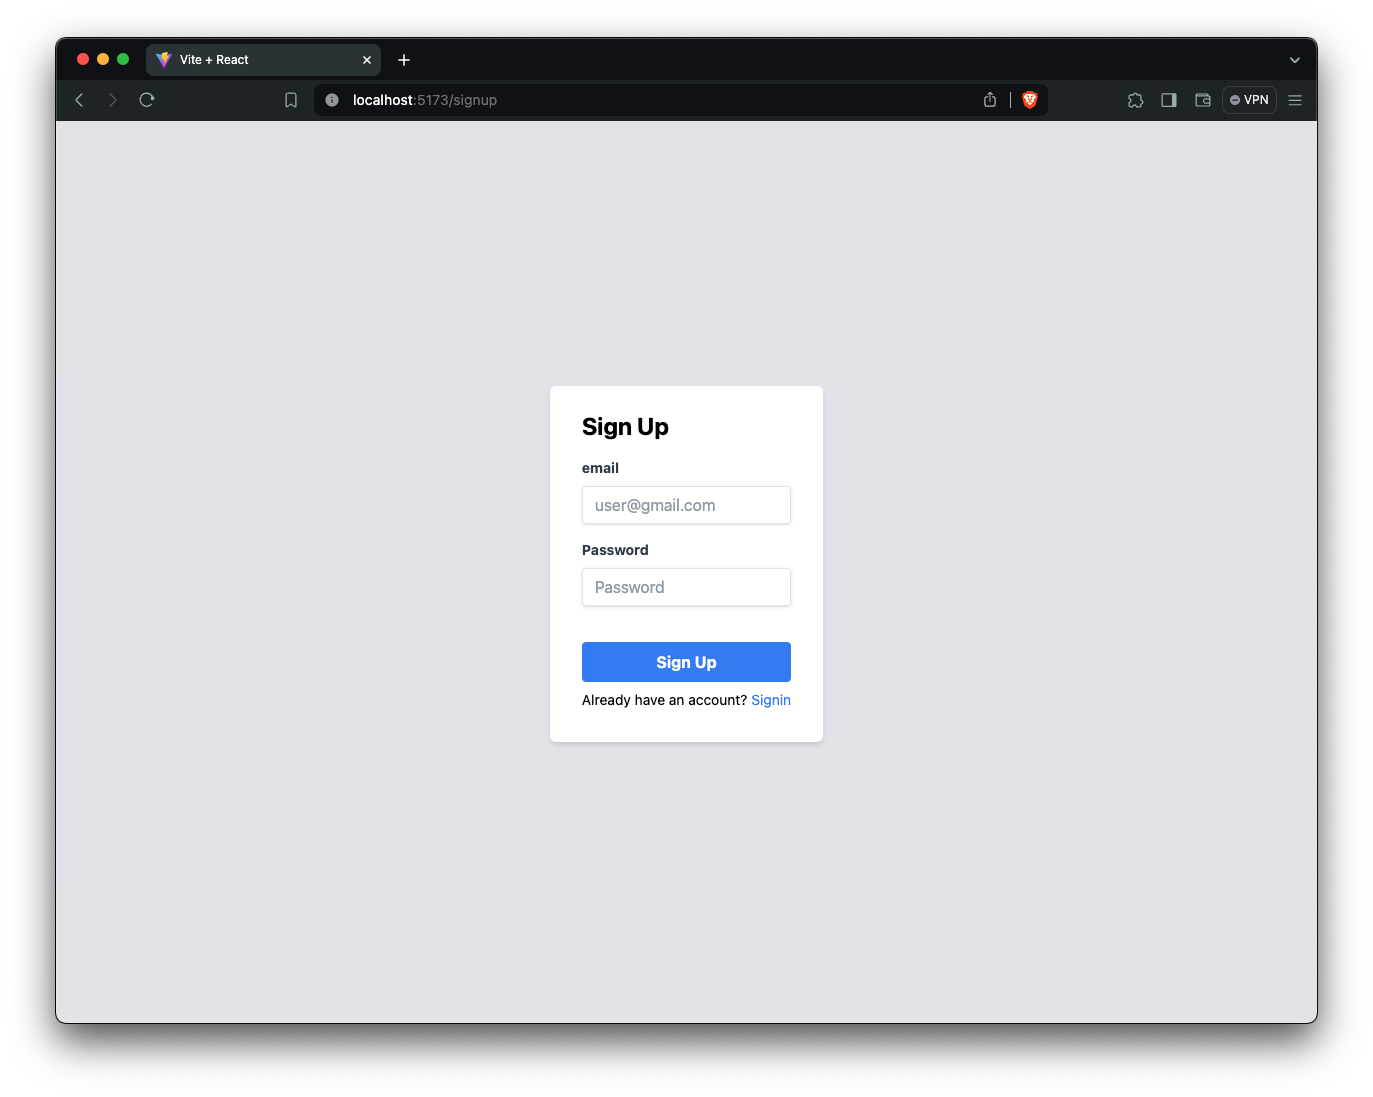 Vite + React
localhost:5173/signup
VPN
Sign Up
email
user@gmail.com
Password
Password
Sign Up
Already have an account? Signin